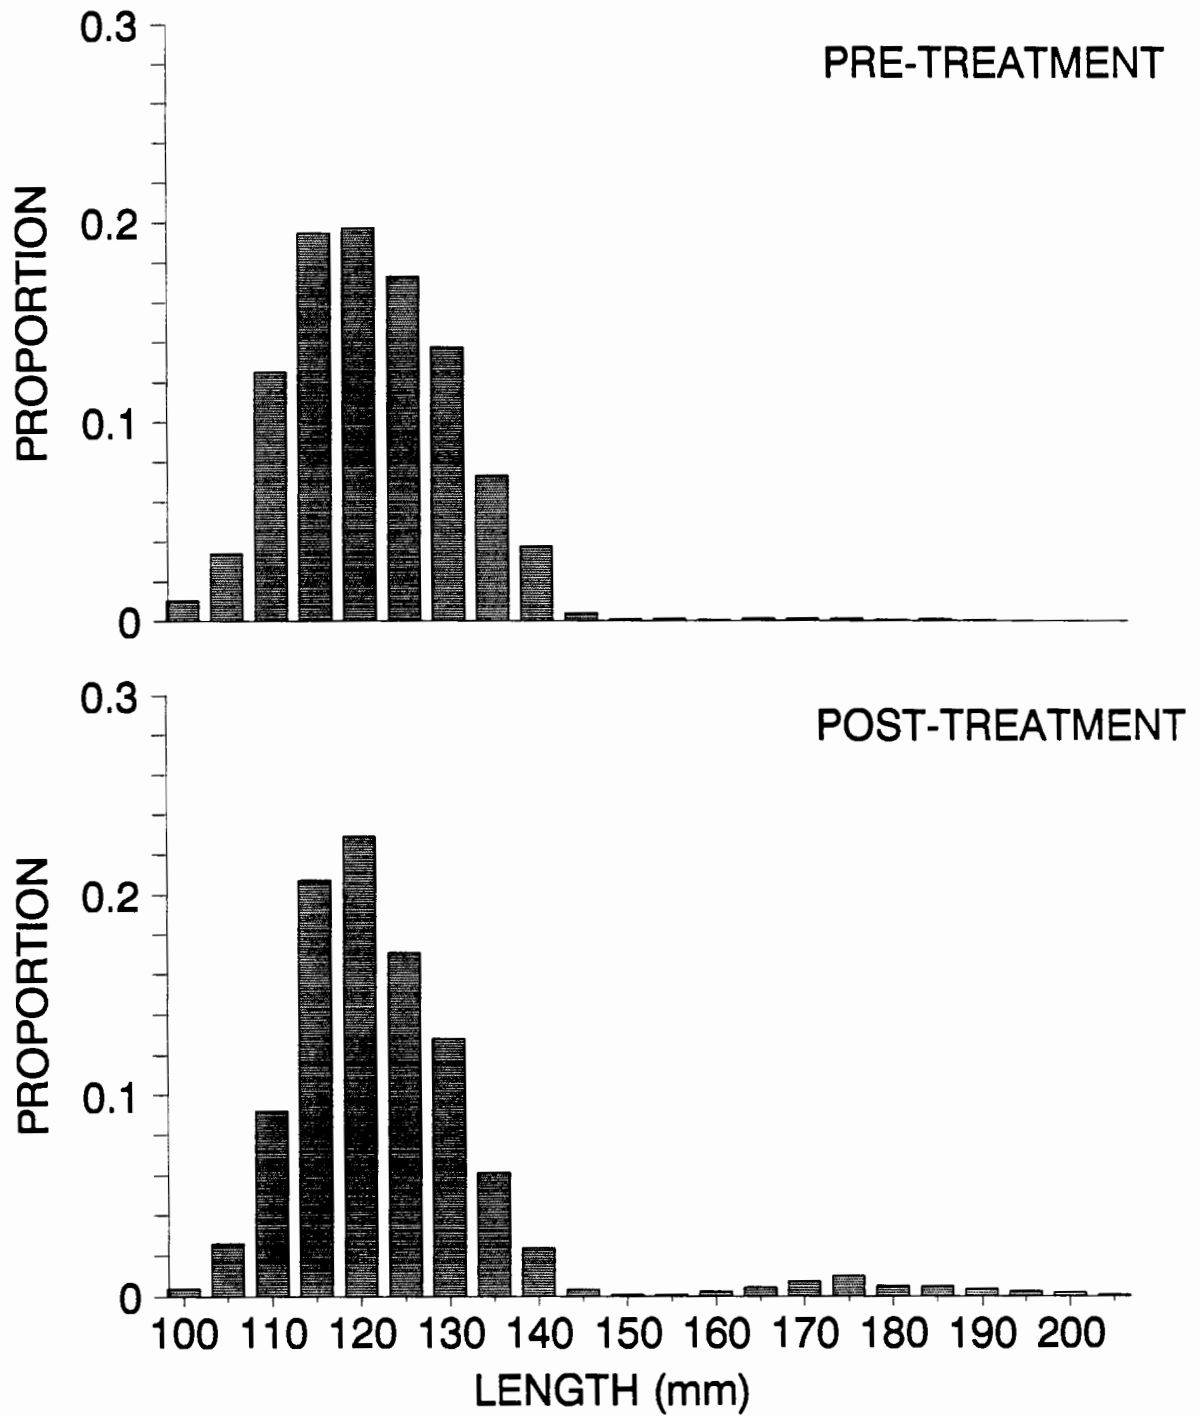 PRE-TREATMENT
PROPORTION
0.3
0.2
0.1
0
POST-TREATMENT
PROPORTION
0.3
0.2
0.1
0
100 110 120 130 140 150 160 170 180 190 200
LENGTH (mm)